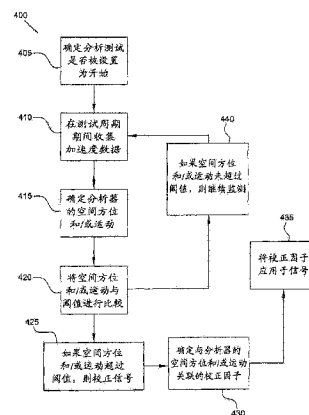 400
405
确定分析测试
是否被设置
为开始
410
在测试周期
期间收集
加速度数据
415
确定分析器
的空间方位
和/或运动
420
将空间方位
和/或运动与
阈值进行比较
425
如果空间方位
和/或运动超过
阈值，则校正信号
440
如果空间方位
和/或运动未超过
阈值，则继续监测
确定与分析器的
空间方位和/或运动
关联的校正因子
430
435
将校正因子
应用于信号